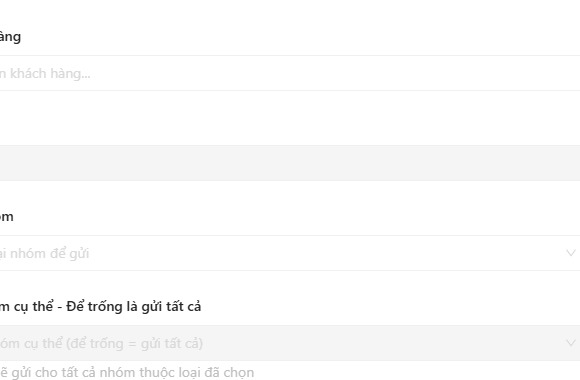 àng
n khách hàng...
óm
ại nhóm để gửi
m cụ thể - Để trống là gửi tất cả
óm cụ thể (để trống = gửi tất cả)
ẽ gửi cho tất cả nhóm thuộc loại đã chọn